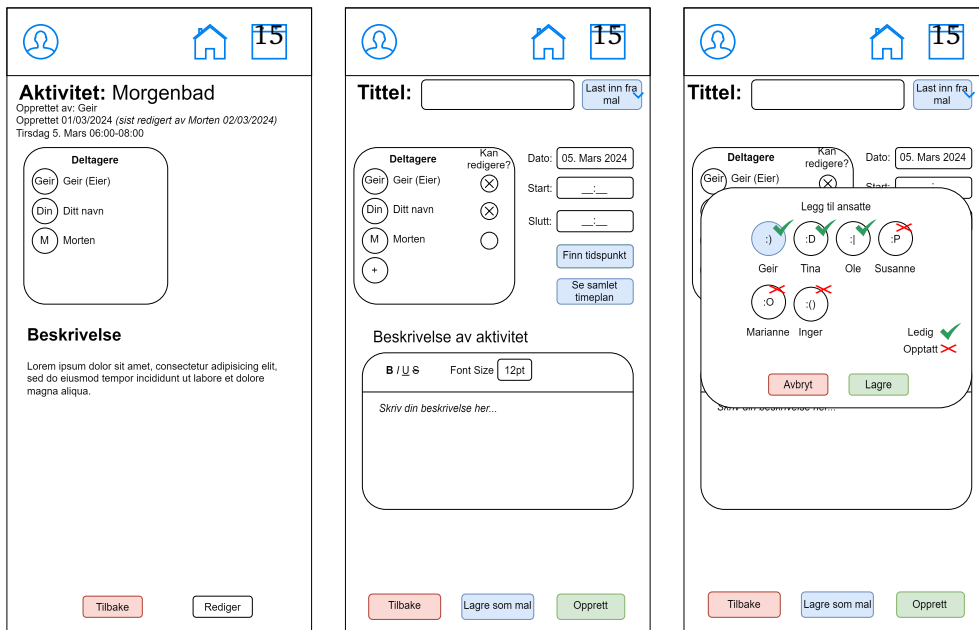 15
Aktivitet: Morgenbad
Opprettet av: Geir
Opprettet 01/03/2024 (sist redigert av Morten 02/03/2024)
Tirsdag 5. Mars 06:00-08:00
Deltagere
Geir Geir (Eier)
Din Ditt navn
M Morten
Beskrivelse
Lorem ipsum dolor sit amet, consectetur adipisicing elit,
sed do eiusmod tempor incididunt ut labore et dolore
magna aliqua.
Tilbake Rediger
15
Tittel:
Last inn fra
mal
Deltagere
Kan
redigere?
Geir Geir (Eier)
Din Ditt navn
M Morten
+
Dato: 05. Mars 2024
Start: __:__
Slutt: __:__
Finn tidspunkt
Se samlet
timeplan
Beskrivelse av aktivitet
B I U S Font Size 12pt
Skriv din beskrivelse her...
Tilbake Lagre som mal Opprett
15
Tittel:
Last inn fra
mal
Deltagere
Kan
redigere?
Geir Geir (Eier)
Dato: 05. Mars 2024
Start:
Legg til ansatte
:) :D :| :P
Geir Tina Ole Susanne
:O :()
Marianne Inger
Ledig
Opptatt
Avbryt Lagre
Skriv din beskrivelse her...
Tilbake Lagre som mal Opprett